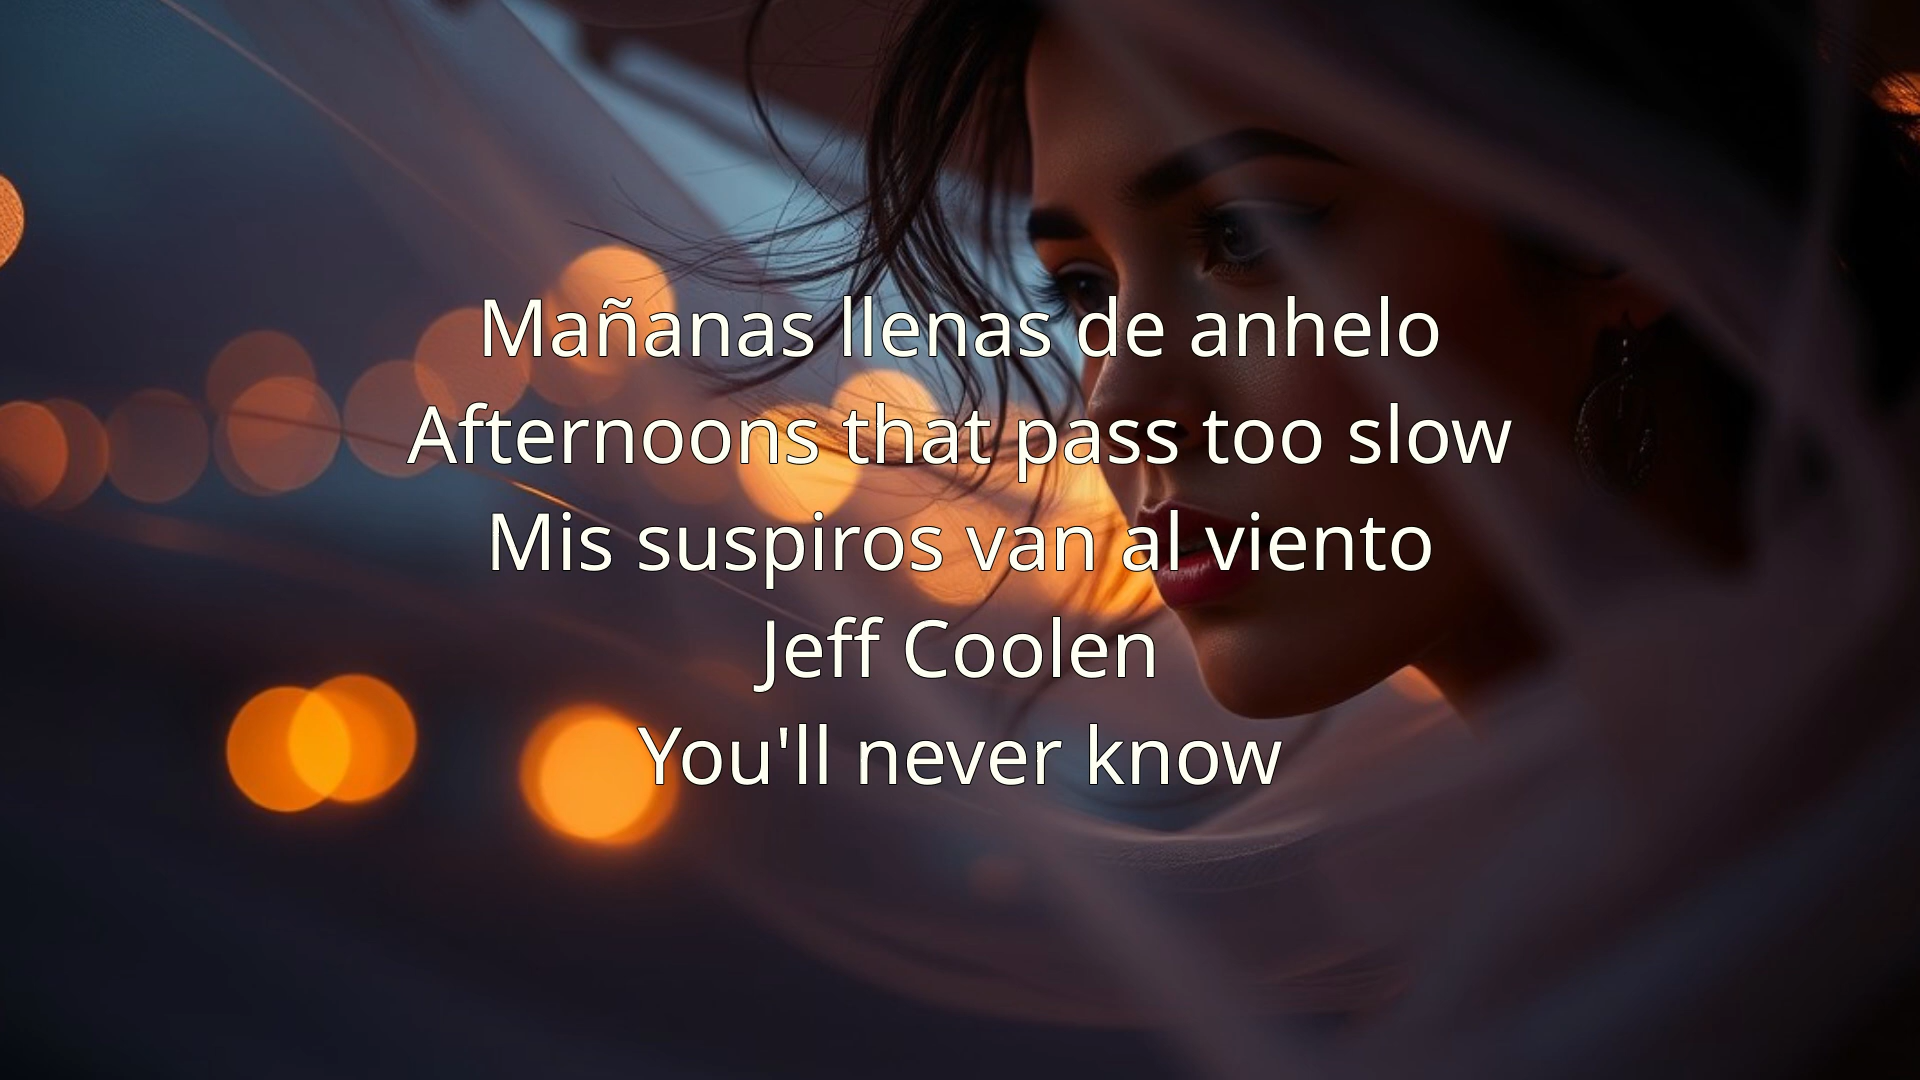 Mañanas llenas de anhelo
Afternoons that pass too slow
Mis suspiros van al viento
Jeff Coolen
You'll never know